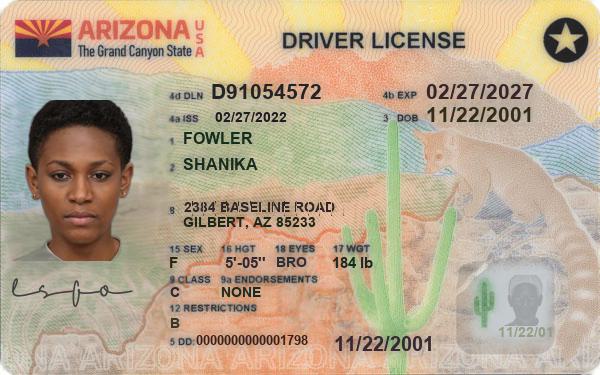 ARIZONA USA
The Grand Canyon State
DRIVER LICENSE
4d DLN D91054572 4b EXP 02/27/2027
4a ISS 02/27/2022 3 DOB 11/22/2001
1 FOWLER
2 SHANIKA
8 2384 BASELINE ROAD
GILBERT, AZ 85233
15 SEX 16 HGT 18 EYES 17 WGT
F 5'-05" BRO 184 lb
9 CLASS 9a ENDORSEMENTS
C NONE
12 RESTRICTIONS
B
5 DD: 0000000000001798 11/22/2001
11/22/01
ARIZONA ARIZONA ARIZONA ARIZONA